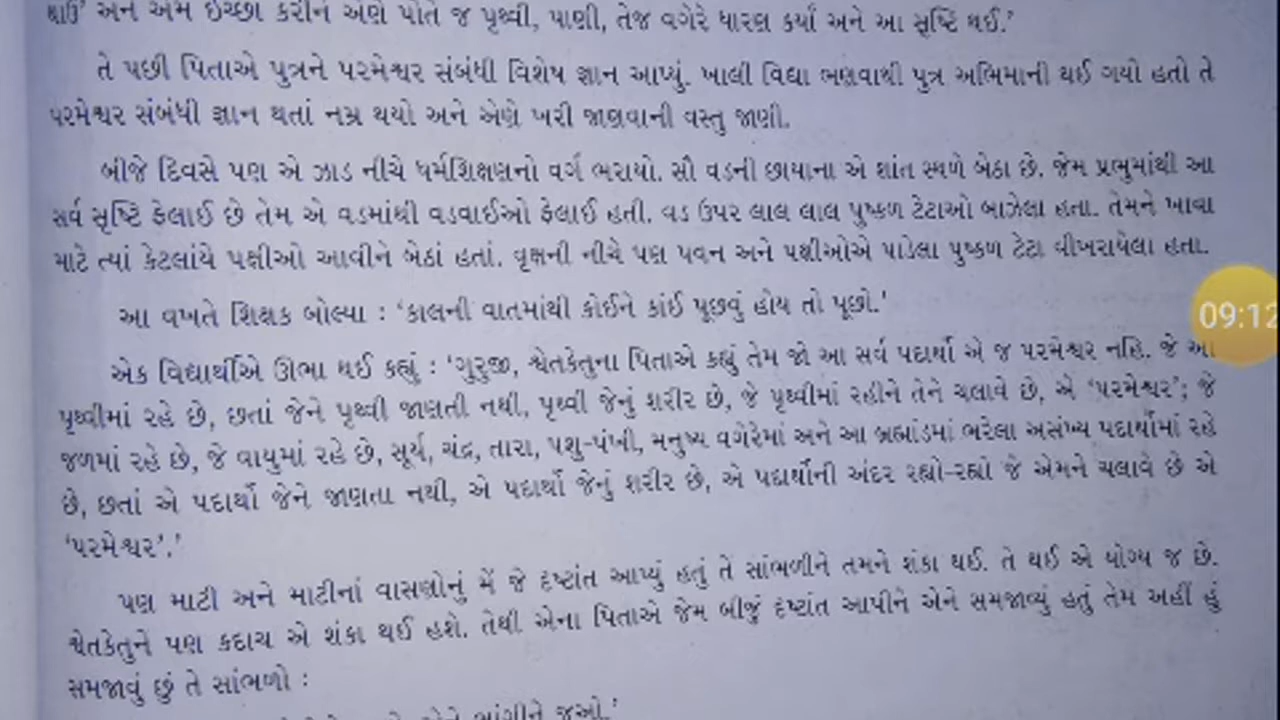 થાઉં' અને એમ ઇચ્છા કરીને એણે પોતે જ પૃથ્વી, પાણી, તેજ વગેરે ધારણ કર્યાં અને આ સૃષ્ટિ થઈ.'
તે પછી પિતાએ પુત્રને પરમેશ્વર સંબંધી વિશેષ જ્ઞાન આપ્યું. ખાલી વિદ્યા ભણવાથી પુત્ર અભિમાની થઈ ગયો હતો તે
પરમેશ્વર સંબંધી જ્ઞાન થતાં નમ્ર થયો અને એણે ખરી જાણવાની વસ્તુ જાણી.
બીજે દિવસે પણ એ ઝાડ નીચે ધર્મશિક્ષણનો વર્ગ ભરાયો. સૌ વડની છાયાના એ શાંત સ્થળે બેઠા છે. જેમ પ્રભુમાંથી આ
સર્વ સૃષ્ટિ ફેલાઈ છે તેમ એ વડમાંથી વડવાઈઓ ફેલાઈ હતી. વડ ઉપર લાલ લાલ પુષ્કળ ટેટાઓ બાઝેલા હતા. તેમને ખાવા
માટે ત્યાં કેટલાંયે પક્ષીઓ આવીને બેઠાં હતાં. વૃક્ષની નીચે પણ પવન અને પક્ષીઓએ પાડેલા પુષ્કળ ટેટા વીખરાયેલા હતા.
આ વખતે શિક્ષક બોલ્યા : 'કાલની વાતમાંથી કોઈને કાંઈ પૂછવું હોય તો પૂછો.'
09:12
એક વિદ્યાર્થીએ ઊભા થઈ કહ્યું : 'ગુરુજી, શ્વેતકેતુના પિતાએ કહ્યું તેમ જો આ સર્વ પદાર્થો એ જ પરમેશ્વર નહિ. જે આ
પૃથ્વીમાં રહે છે, છતાં જેને પૃથ્વી જાણતી નથી, પૃથ્વી જેનું શરીર છે, જે પૃથ્વીમાં રહીને તેને ચલાવે છે, એ 'પરમેશ્વર'; જે
જળમાં રહે છે, જે વાયુમાં રહે છે, સૂર્ય, ચંદ્ર, તારા, પશુ-પંખી, મનુષ્ય વગેરેમાં અને આ બ્રહ્માંડમાં ભરેલા અસંખ્ય પદાર્થોમાં રહે
છે, છતાં એ પદાર્થો જેને જાણતા નથી, એ પદાર્થો જેનું શરીર છે, એ પદાર્થોની અંદર રહ્યો-રહ્યો જે એમને ચલાવે છે એ
'પરમેશ્વર'.'
પણ માટી અને માટીનાં વાસણોનું મેં જે દૃષ્ટાંત આપ્યું હતું તે સાંભળીને તમને શંકા થઈ. તે થઈ એ યોગ્ય જ છે.
શ્વેતકેતુને પણ કદાચ એ શંકા થઈ હશે. તેથી એના પિતાએ જેમ બીજું દૃષ્ટાંત આપીને એને સમજાવ્યું હતું તેમ અહીં હું
સમજાવું છું તે સાંભળો :
ભાંગીને જુઓ.'